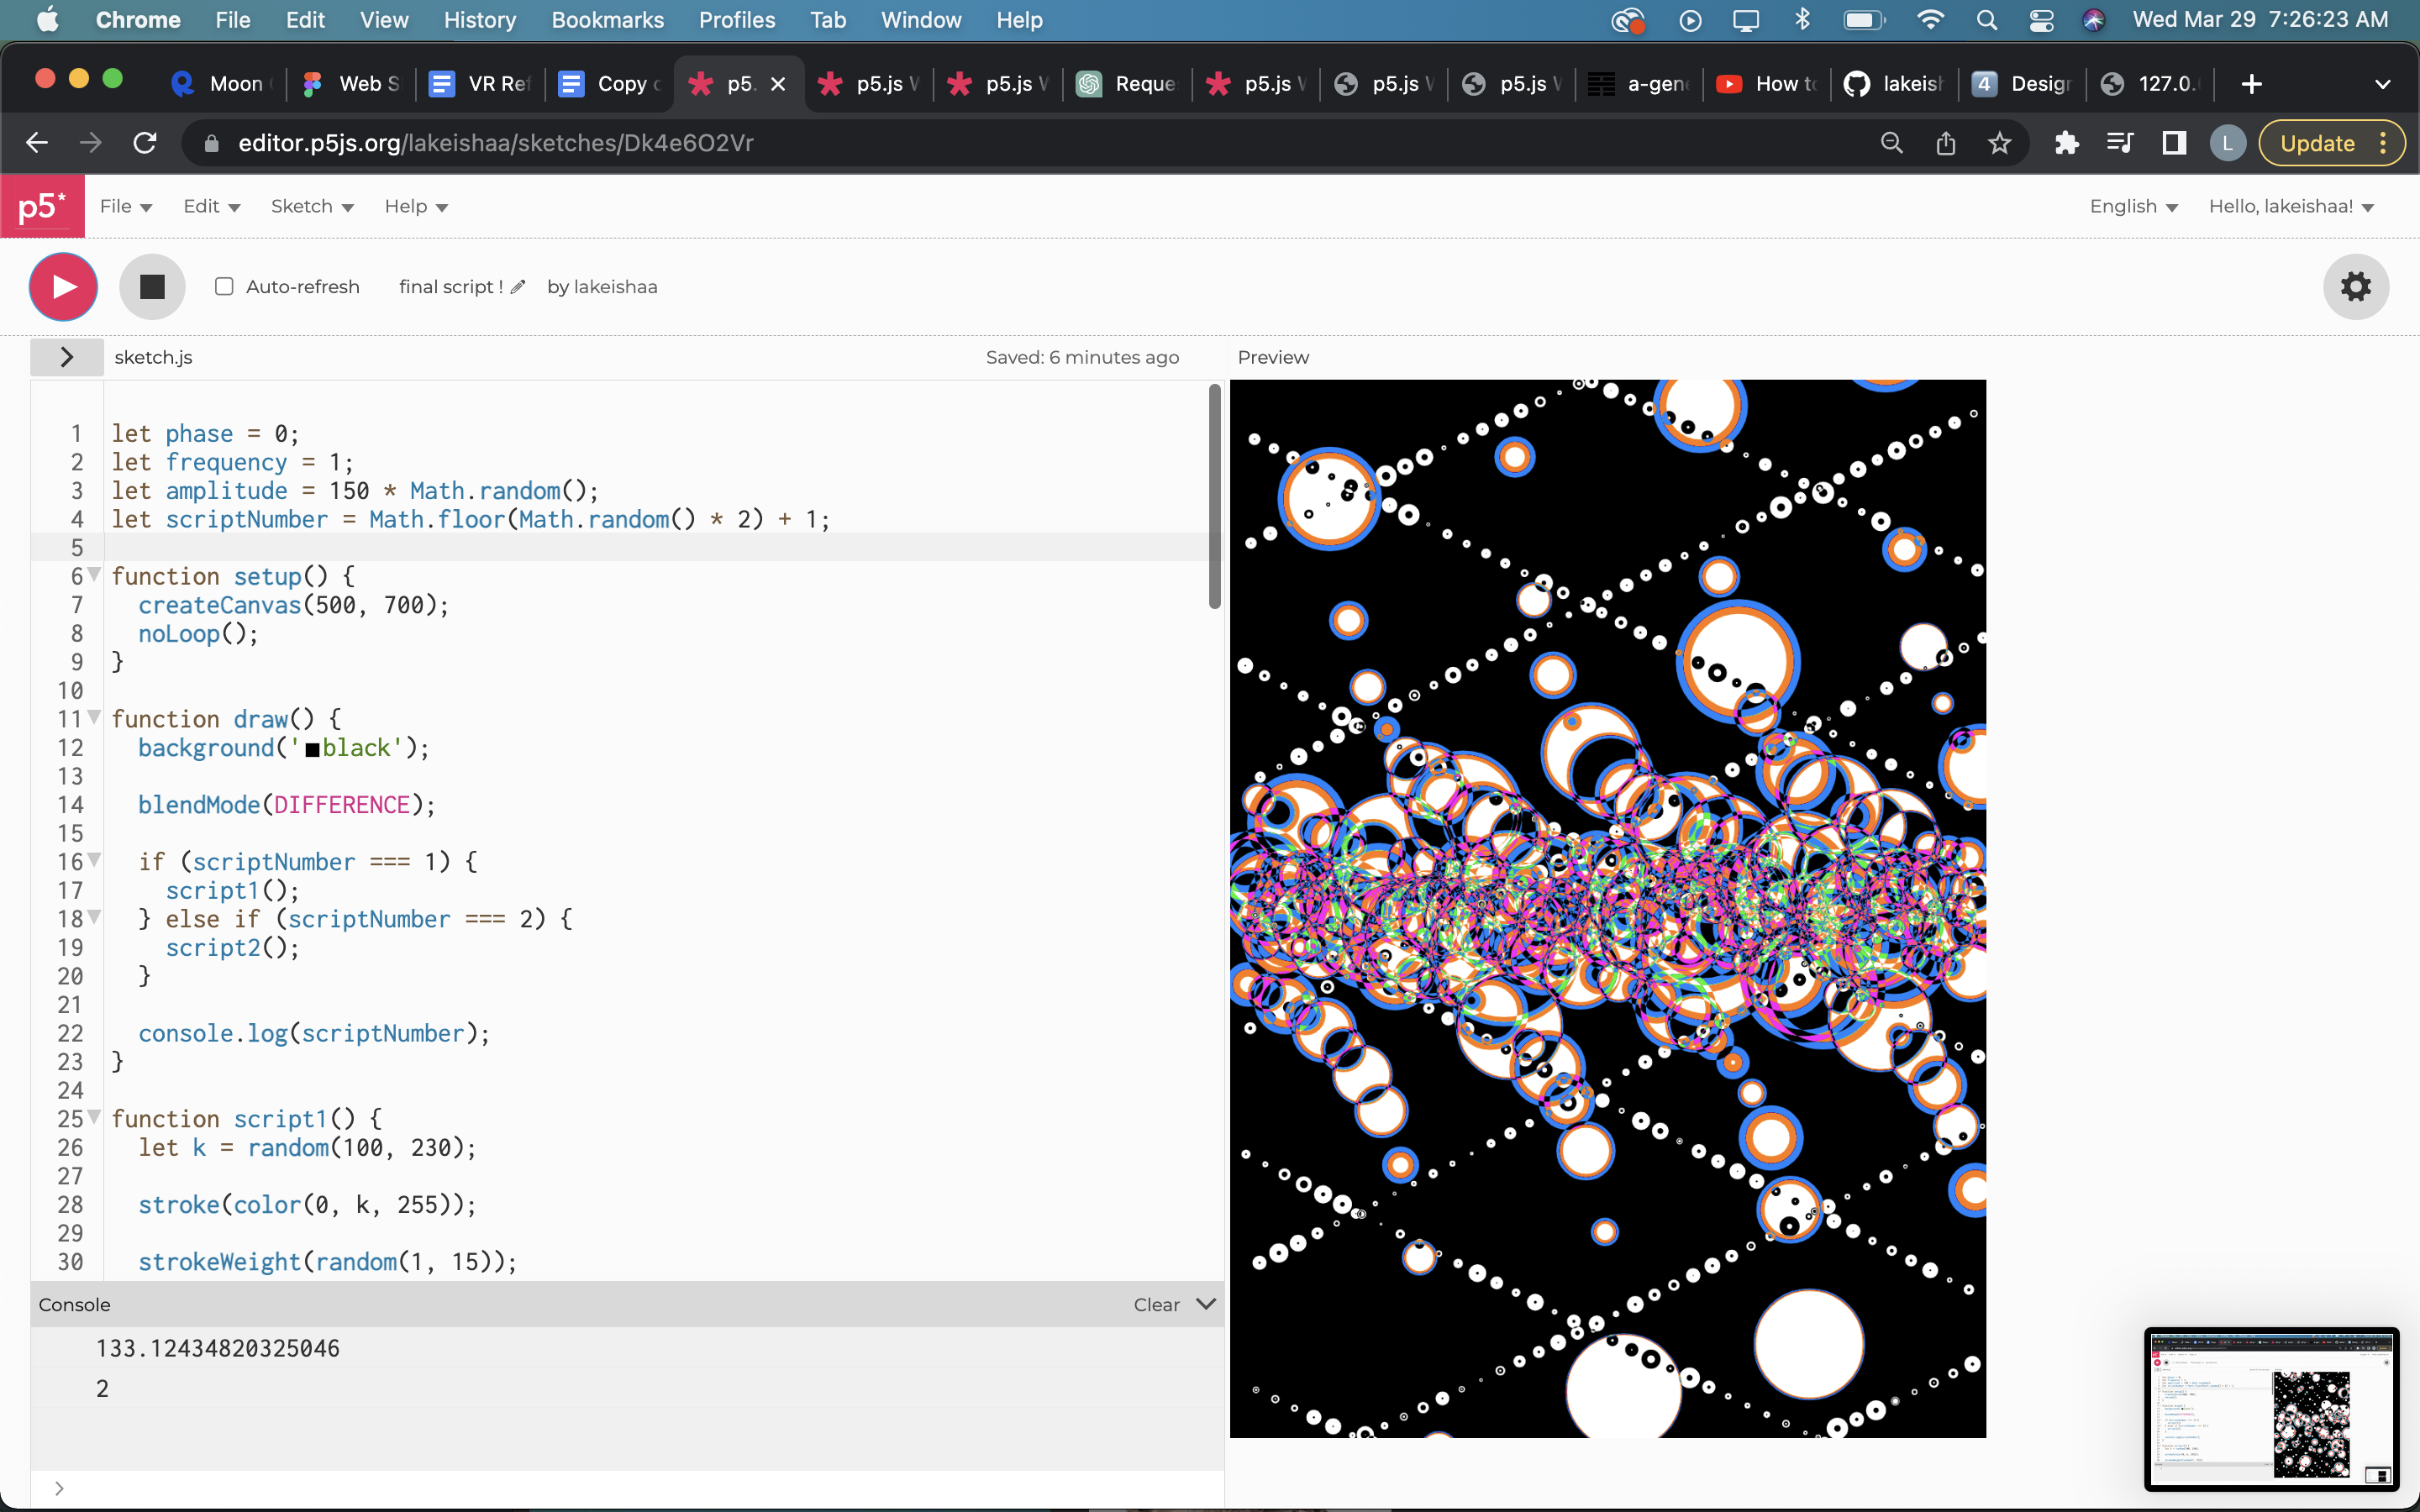 Chrome File Edit View History Bookmarks Profiles Tab Window Help Wed Mar 29 7:26:23 AM
Moon Web S VR Ref Copy p5. p5.js p5.js Reque p5.js p5.js p5.js a-gen How to lakeish 4 Design 127.0.
editor.p5js.org/lakeishaa/sketches/Dk4e6O2Vr L Update
p5* File Edit Sketch Help English Hello, lakeishaa!
Auto-refresh final script ! by lakeishaa
sketch.js Saved: 6 minutes ago Preview
1 let phase = 0;
2 let frequency = 1;
3 let amplitude = 150 * Math.random();
4 let scriptNumber = Math.floor(Math.random() * 2) + 1;
5
6 function setup() {
7 createCanvas(500, 700);
8 noLoop();
9 }
10
11 function draw() {
12 background('black');
13
14 blendMode(DIFFERENCE);
15
16 if (scriptNumber === 1) {
17 script1();
18 } else if (scriptNumber === 2) {
19 script2();
20 }
21
22 console.log(scriptNumber);
23 }
24
25 function script1() {
26 let k = random(100, 230);
27
28 stroke(color(0, k, 255));
29
30 strokeWeight(random(1, 15));
Console Clear
133.12434820325046
2